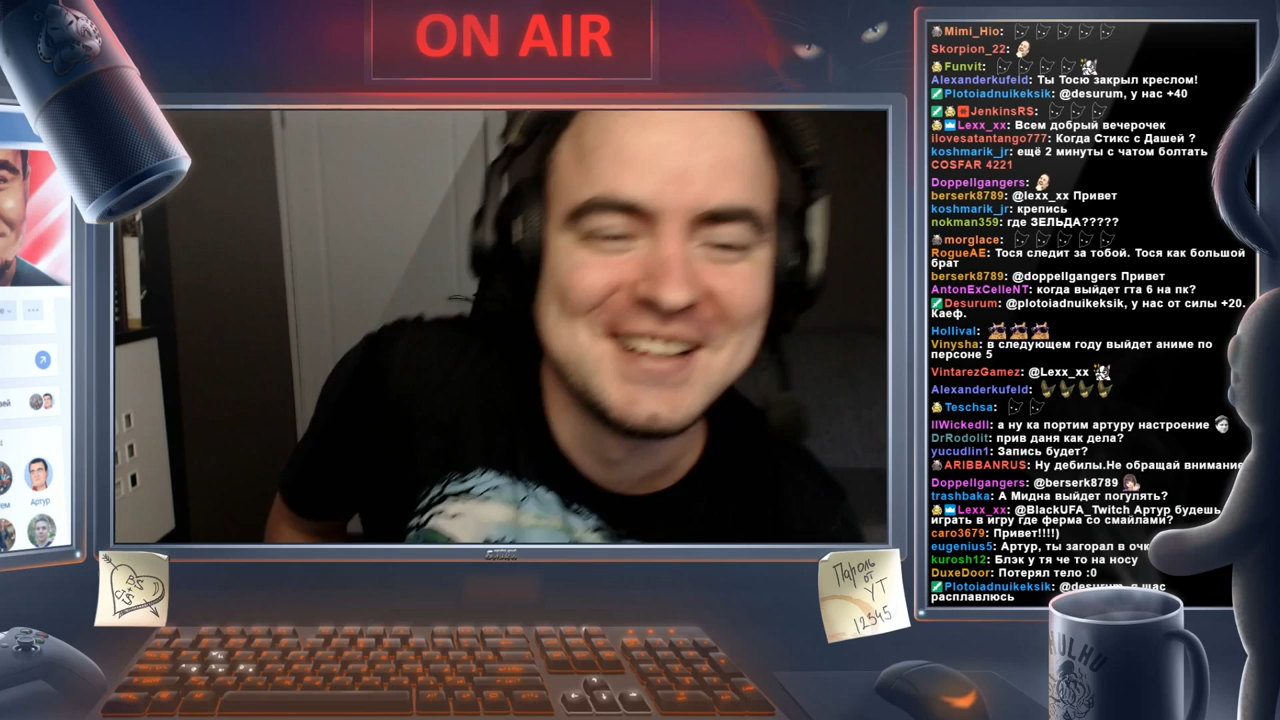 ON AIR
Mimi_Hio:
Skorpion_22:
Funvit:
Alexanderkufeld: Ты Тосю закрыл креслом!
Plotoiadnuikeksik: @desurum, у нас +40
JenkinsRS:
Lexx_xx: Всем добрый вечерочек
ilovesatantango777: Когда Стикс с Дашей ?
koshmarik_jr: ещё 2 минуты с чатом болтать
COSFAR 4221
Doppellgangers:
berserk8789: @lexx_xx Привет
koshmarik_jr: крепись
nokman359: где ЗЕЛЬДА?????
morglace:
RogueAE: Тося следит за тобой. Тося как большой
брат
berserk8789: @doppellgangers Привет
AntonExCelleNT: когда выйдет гта 6 на пк?
Desurum: @plotoiadnuikeksik, у нас от силы +20.
Каеф.
Hollival:
Vinysha: в следующем году выйдет аниме по
персоне 5
VintarezGamez: @Lexx_xx
Alexanderkufeld:
Teschsa:
IIWickedII: а ну ка портим артуру настроение
DrRodolit: прив даня как дела?
yucudlin1: Запись будет?
ARIBBANRUS: Ну дебилы.Не обращай внимание
Doppellgangers: @berserk8789
trashbaka: А Мидна выйдет погулять?
Lexx_xx: @BlackUFA_Twitch Артур будешь
играть в игру где ферма со смайлами?
caro3679: Привет!!!!)
eugenius5: Артур, ты загорал в очк
kurosh12: Блэк у тя че то на носу
DuxeDoor: Потерял тело :0
Plotoiadnuikeksik: @desurum, я щас
расплавлюсь
Артур
Пароль
от
YT
12345